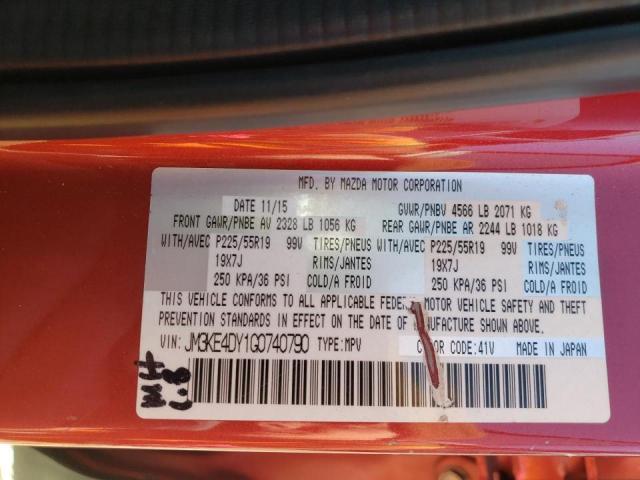 MFD. BY MAZDA MOTOR CORPORATION
DATE 11/15 GVWR/PNBV 4566 LB 2071 KG
FRONT GAWR/PNBE AV 2328 LB 1056 KG REAR GAWR/PNBE AR 2244 LB 1018 KG
WITH/AVEC P225/55R19 99V TIRES/PNEUS WITH/AVEC P225/55R19 99V TIRES/PNEUS
19X7J RIMS/JANTES 19X7J RIMS/JANTES
250 KPA/36 PSI COLD/A FROID 250 KPA/36 PSI COLD/A FROID
THIS VEHICLE CONFORMS TO ALL APPLICABLE FEDE MOTOR VEHICLE SAFETY AND THEFT
PREVENTION STANDARDS IN EFFECT ON THE DATE OF MANUFACTURE SHOWN ABOVE.
VIN: JM3KE4DY1G0740790 TYPE: MPV COLOR CODE: 41V MADE IN JAPAN